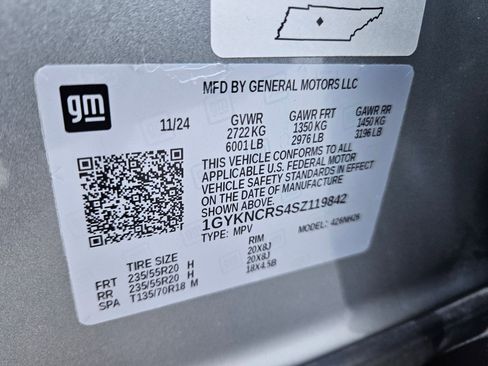 gm
MFD BY GENERAL MOTORS LLC
11/24 GVWR GAWR FRT GAWR RR
2722 KG 1350 KG 1450 KG
6001 LB 2976 LB 3196 LB
THIS VEHICLE CONFORMS TO ALL
APPLICABLE U.S. FEDERAL MOTOR
VEHICLE SAFETY STANDARDS IN EFFECT
ON THE DATE OF MANUFACTURE SHOWN ABOVE.
1GYKNCRS4SZ119842
TYPE: MPV MODEL:
TIRE SIZE RIM
FRT 235/55R20 H 20X8J
RR 235/55R20 H 20X8J
SPA T135/70R18 M 18X4.5B